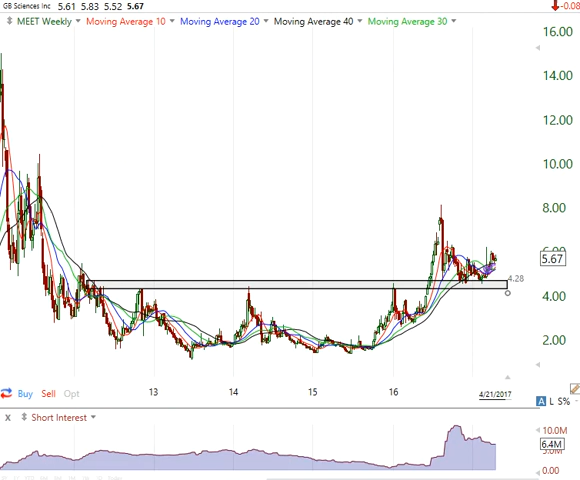 GB Sciences Inc 5.61 5.83 5.52 5.67 -0.08
MEET Weekly Moving Average 10 Moving Average 20 Moving Average 40 Moving Average 30
16.00
14.00
12.00
10.00
8.00
5.67
4.28
4.00
2.00
Buy Sell Opt 13 14 15 16 4/21/2017 A L S%
x Short Interest
10.0M
6.4M
0.0